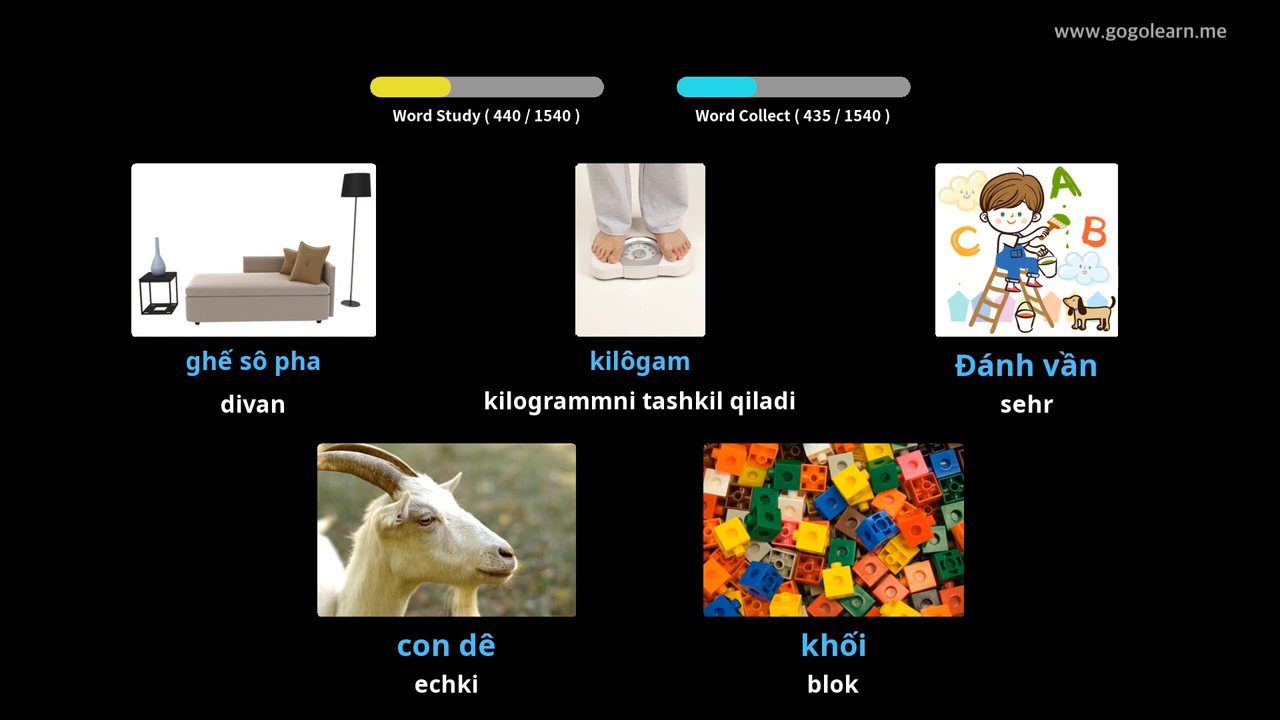 www.gogolearn.me
Word Study ( 440 / 1540 )
Word Collect ( 435 / 1540 )
A
B
C
ghế sô pha
divan
kilôgam
kilogrammni tashkil qiladi
Đánh vần
sehr
con dê
echki
khối
blok